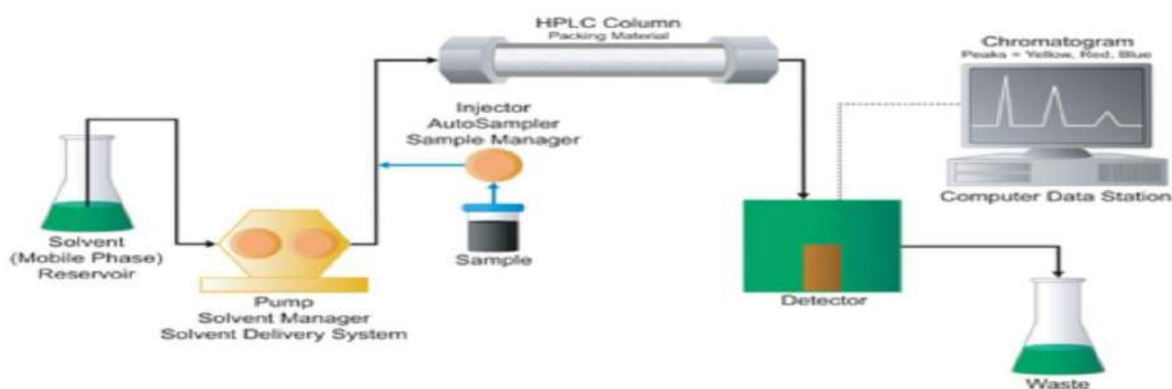 HPLC Column
Packing Material
Chromatogram
Peaks = Yellow, Red, Blue
Injector
AutoSampler
Sample Manager
Computer Data Station
Solvent
(Mobile Phase)
Reservoir
Sample
Pump
Solvent Manager
Solvent Delivery System
Detector
Waste